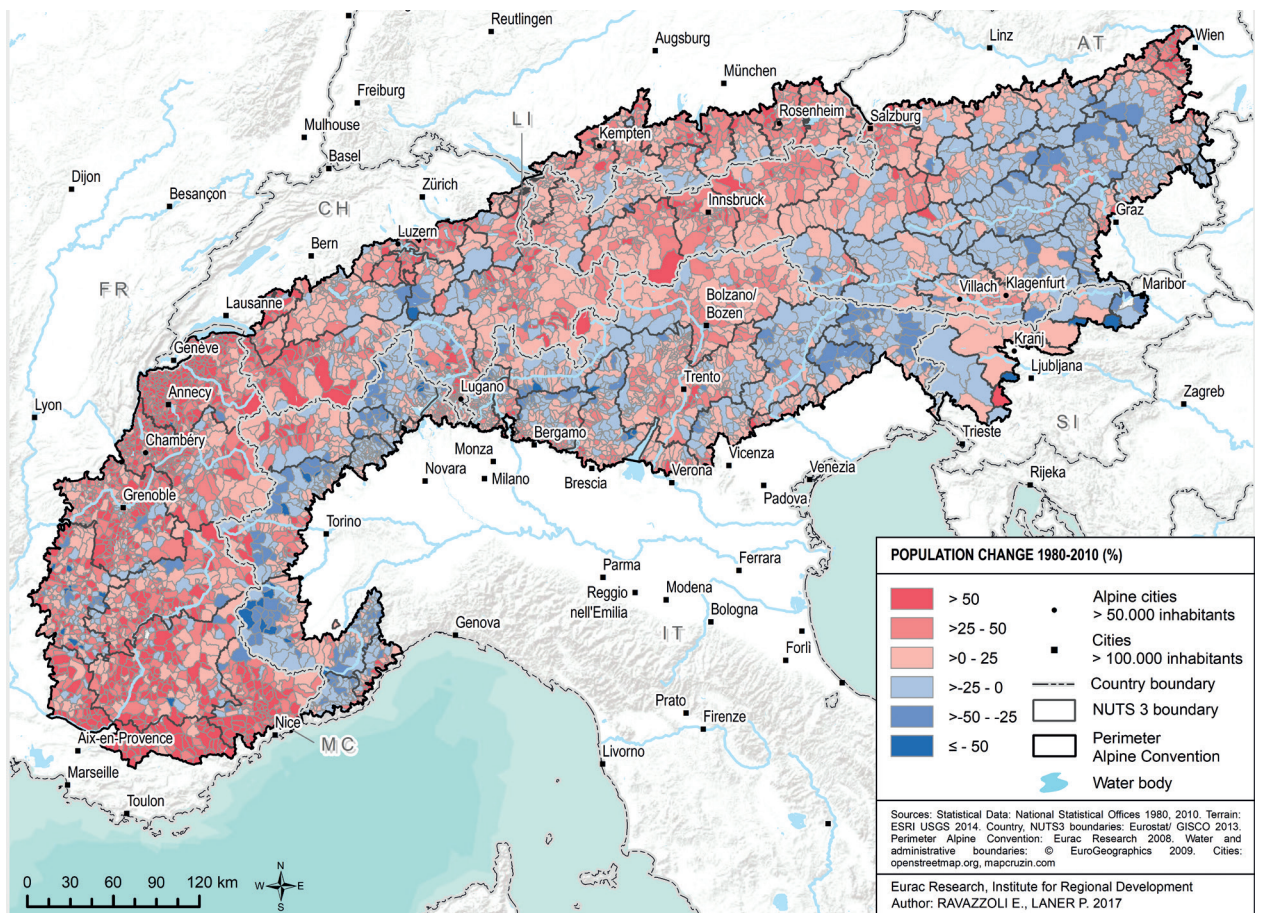 Reutlingen
Augsburg
Linz
AT
Wien
München
Freiburg
Rosenheim
Salzburg
LI
Kempten
Mulhouse
Basel
Dijon
Besançon
Zürich
CH
Innsbruck
Luzern
Graz
Bern
FR
Lausanne
Bolzano/
Bozen
Villach
Klagenfurt
Maribor
Genéve
Kranj
Ljubljana
Annecy
Lugano
Trento
Zagreb
Lyon
Chambéry
Bergamo
SI
Trieste
Monza
Novara
Milano
Vicenza
Verona
Venézia
Brescia
Padova
Rijeka
Grenoble
Torino
Parma
Ferrara
Reggio
nell'Emilia
Modena
Bologna
Genova
IT
Forlì
Prato
Firenze
Nice
MC
Aix-en-Provence
Livorno
Marseille
Toulon
POPULATION CHANGE 1980-2010 (%)
> 50
>25 - 50
>0 - 25
>-25 - 0
>-50 - -25
≤ - 50
Alpine cities
> 50.000 inhabitants
Cities
> 100.000 inhabitants
Country boundary
NUTS 3 boundary
Perimeter
Alpine Convention
Water body
Sources: Statistical Data: National Statistical Offices 1980, 2010. Terrain:
ESRI USGS 2014. Country, NUTS3 boundaries: Eurostat/ GISCO 2013.
Perimeter Alpine Convention: Eurac Research 2008. Water and
administrative boundaries: © EuroGeographics 2009. Cities:
openstreetmap.org, mapcruzin.com
Eurac Research, Institute for Regional Development
Author: RAVAZZOLI E., LANER P. 2017
N
W E
S
0 30 60 90 120 km